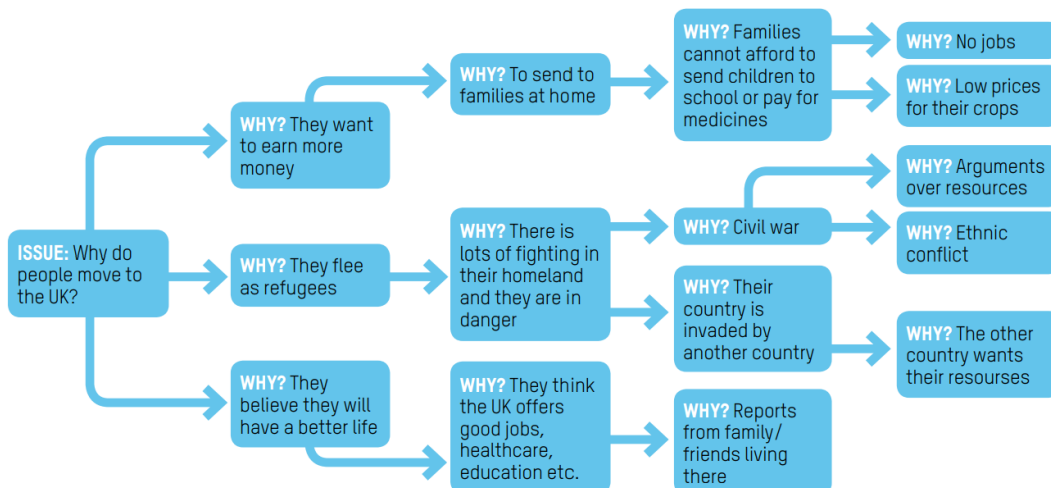 ISSUE: Why do
people move to
the UK?
WHY? They want
to earn more
money
WHY? To send to
families at home
WHY? Families
cannot afford to
send children to
school or pay for
medicines
WHY? No jobs
WHY? Low prices
for their crops
WHY? They flee
as refugees
WHY? There is
lots of fighting in
their homeland
and they are in
danger
WHY? Civil war
WHY? Arguments
over resources
WHY? Ethnic
conflict
WHY? Their
country is
invaded by
another country
WHY? The other
country wants
their resourses
WHY? They
believe they will
have a better life
WHY? They think
the UK offers
good jobs,
healthcare,
education etc.
WHY? Reports
from family/
friends living
there